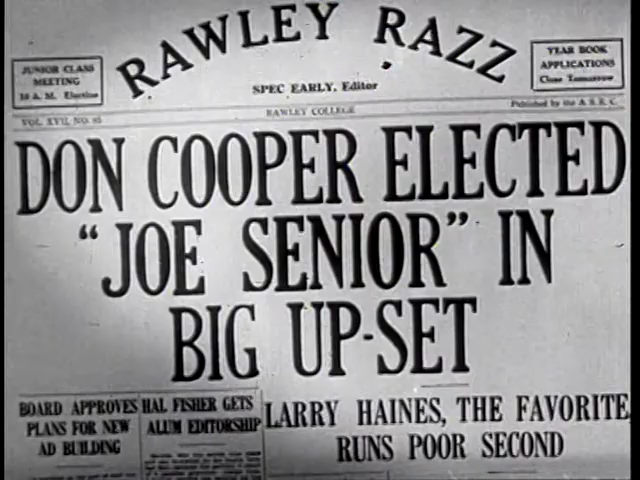 RAWLEY RAZZ
JUNIOR CLASS
MEETING
10 A. M. Election
SPEC EARLY, Editor
YEAR BOOK
APPLICATIONS
Close Tomorrow
VOL. XVII, NO. 85
RAWLEY COLLEGE
Published by the A.S.R.C.
DON COOPER ELECTED
"JOE SENIOR" IN
BIG UP-SET
BOARD APPROVES
PLANS FOR NEW
AD BUILDING
HAL FISHER GETS
ALUM EDITORSHIP
LARRY HAINES, THE FAVORITE
RUNS POOR SECOND